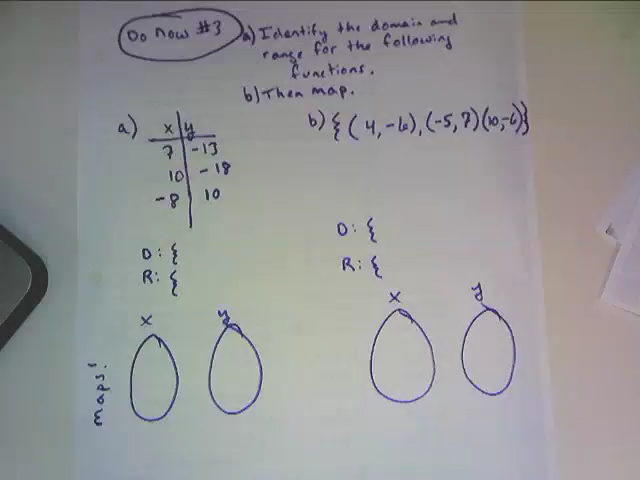 Do Now #3
a) Identify the domain and
range for the following
functions.
b) Then map.
a)
x y
7 -13
10 -18
-8 10
D: {
R: {
b) { (4, -6), (-5, 7) (10, -6) }
D: {
R: {
maps:
x y
x y